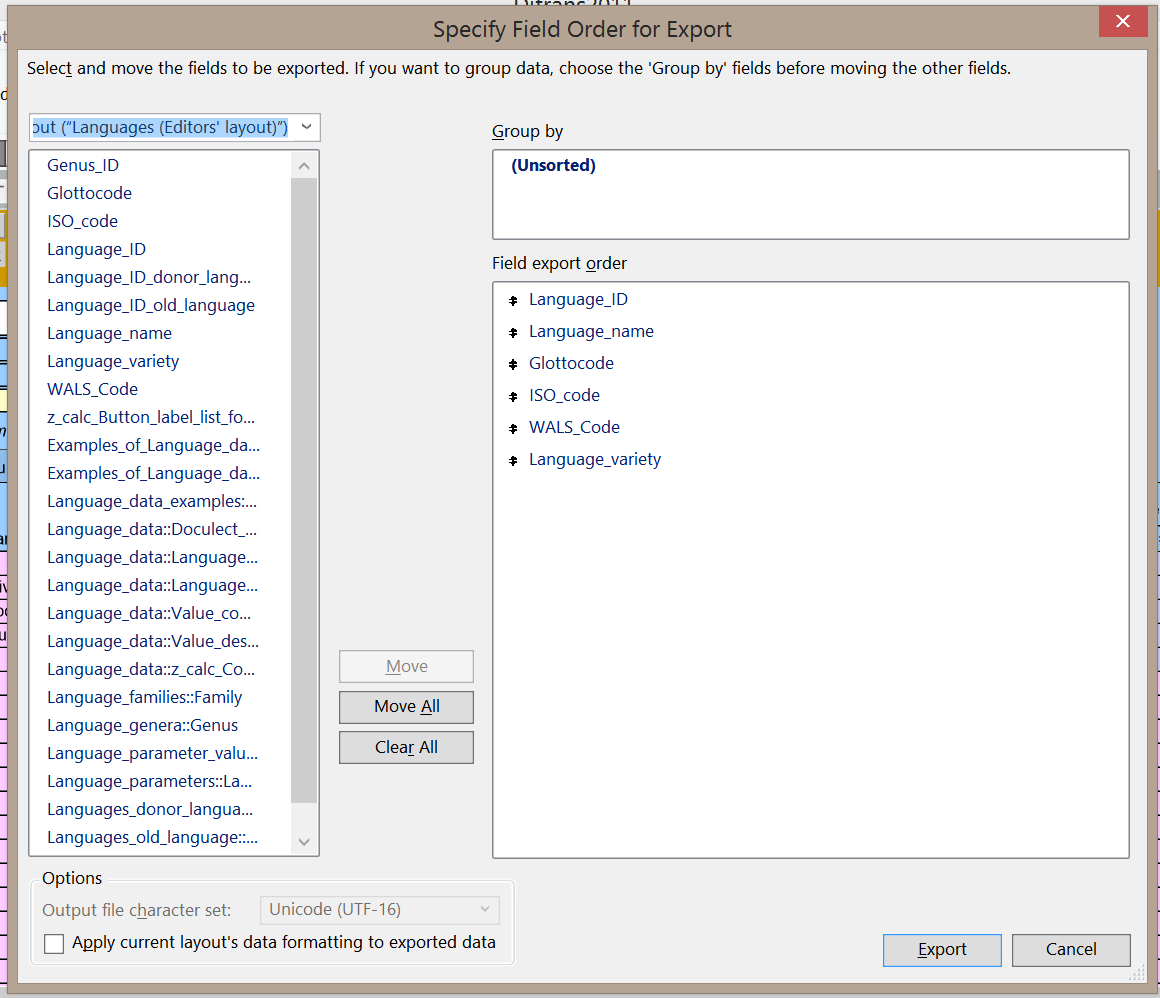 Specify Field Order for Export
Select and move the fields to be exported. If you want to group data, choose the 'Group by' fields before moving the other fields.
out (“Languages (Editors' layout)”)
Genus_ID
Glottocode
ISO_code
Language_ID
Language_ID_donor_lang...
Language_ID_old_language
Language_name
Language_variety
WALS_Code
z_calc_Button_label_list_fo...
Examples_of_Language_da...
Examples_of_Language_da...
Language_data_examples:...
Language_data::Doculect_...
Language_data::Language...
Language_data::Language...
Language_data::Value_co...
Language_data::Value_des...
Language_data::z_calc_Co...
Language_families::Family
Language_genera::Genus
Language_parameter_valu...
Language_parameters::La...
Languages_donor_langua...
Languages_old_language::...
Move
Move All
Clear All
Group by
(Unsorted)
Field export order
Language_ID
Language_name
Glottocode
ISO_code
WALS_Code
Language_variety
Options
Output file character set:
Unicode (UTF-16)
Apply current layout's data formatting to exported data
Export
Cancel